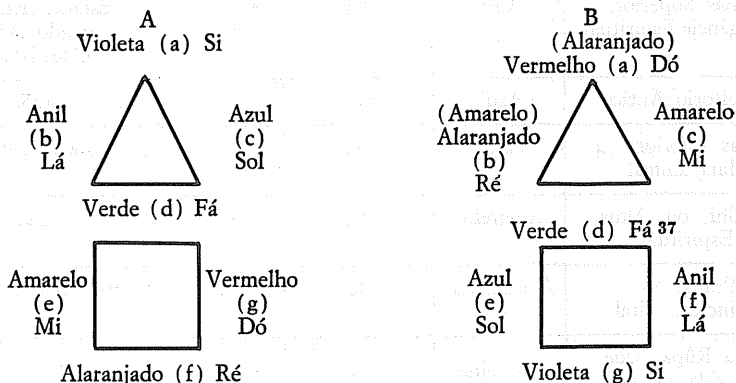 A
Violeta (a) Si
Anil
(b)
Lá
Azul
(c)
Sol
Verde (d) Fá
Amarelo
(e)
Mi
Vermelho
(g)
Dó
Alaranjado (f) Ré
B
(Alaranjado)
Vermelho (a) Dó
(Amarelo)
Alaranjado
(b)
Ré
Amarelo
(c)
Mi
Verde (d) Fá 37
Azul
(e)
Sol
Anil
(f)
Lá
Violeta (g) Si